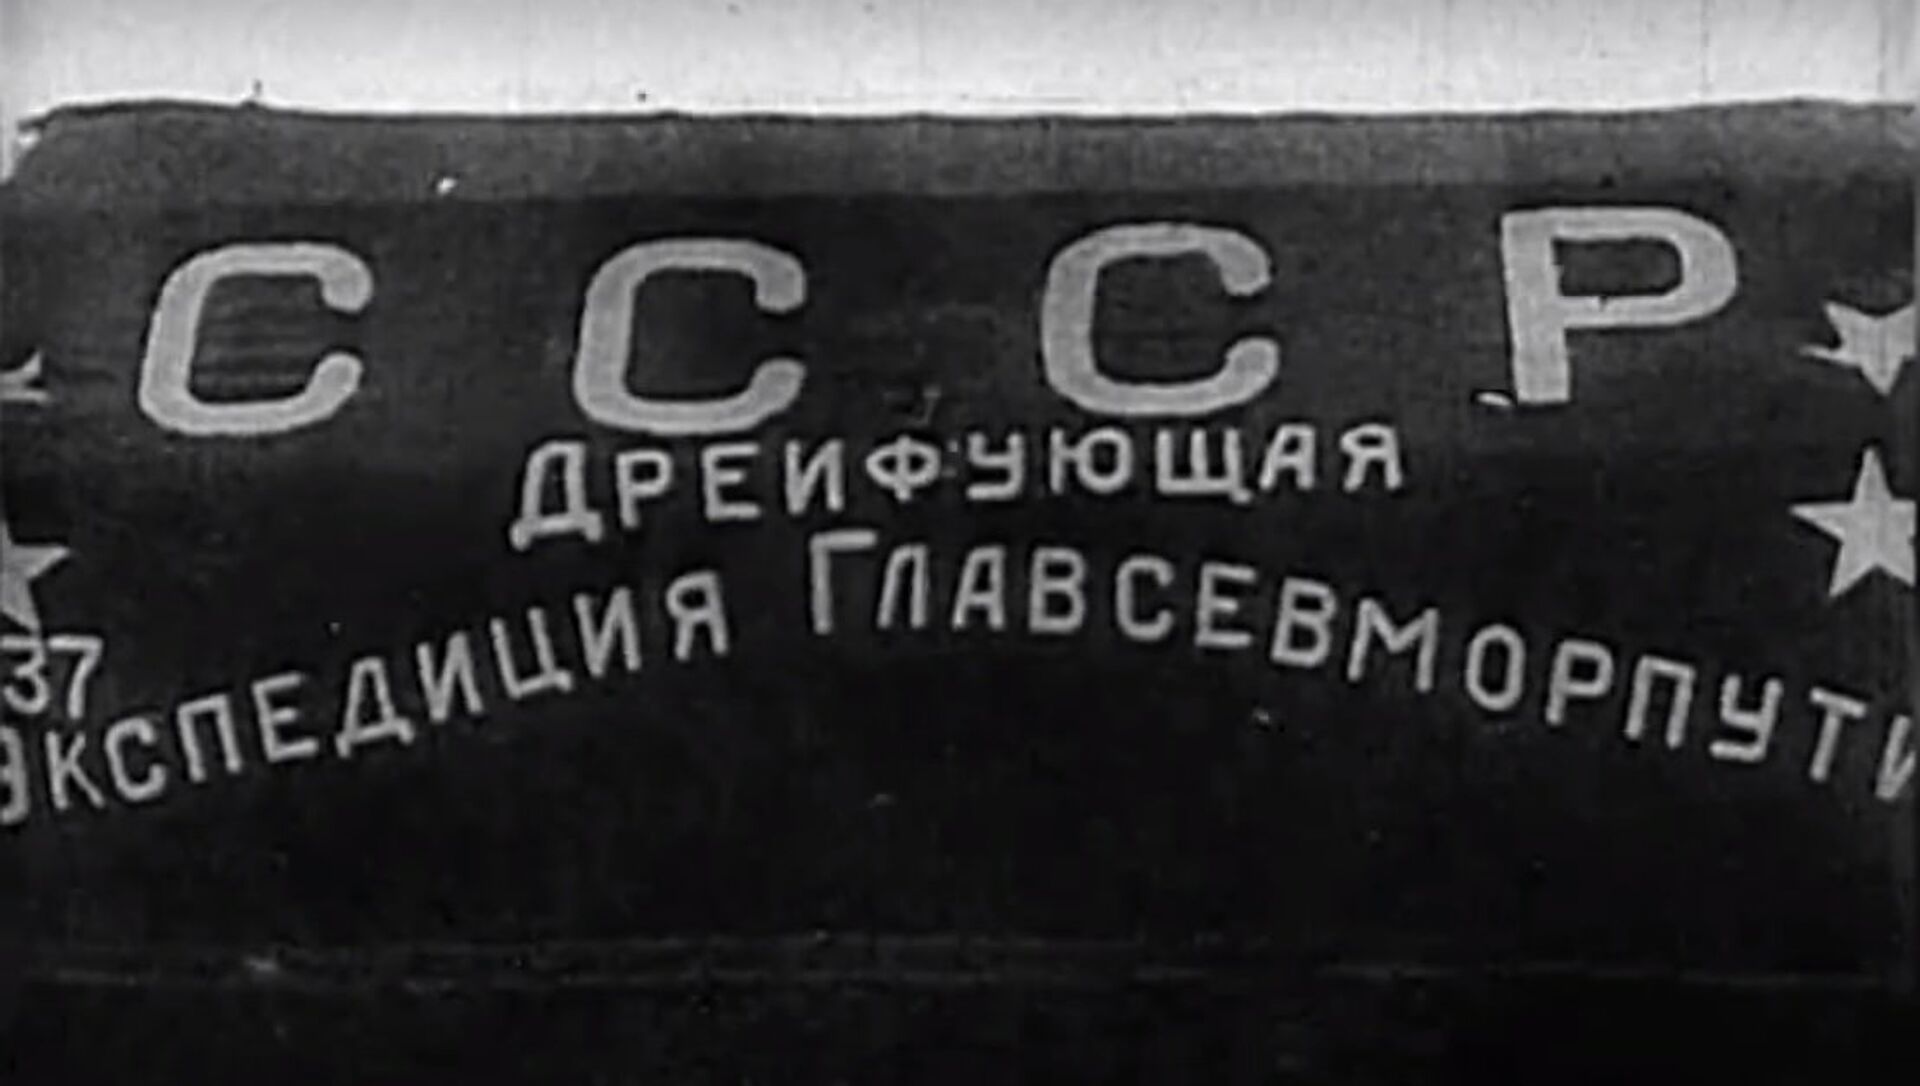 СССР
ДРЕЙФУЮЩАЯ
37
ЭКСПЕДИЦИЯ ГЛАВСЕВМОРПУТИ